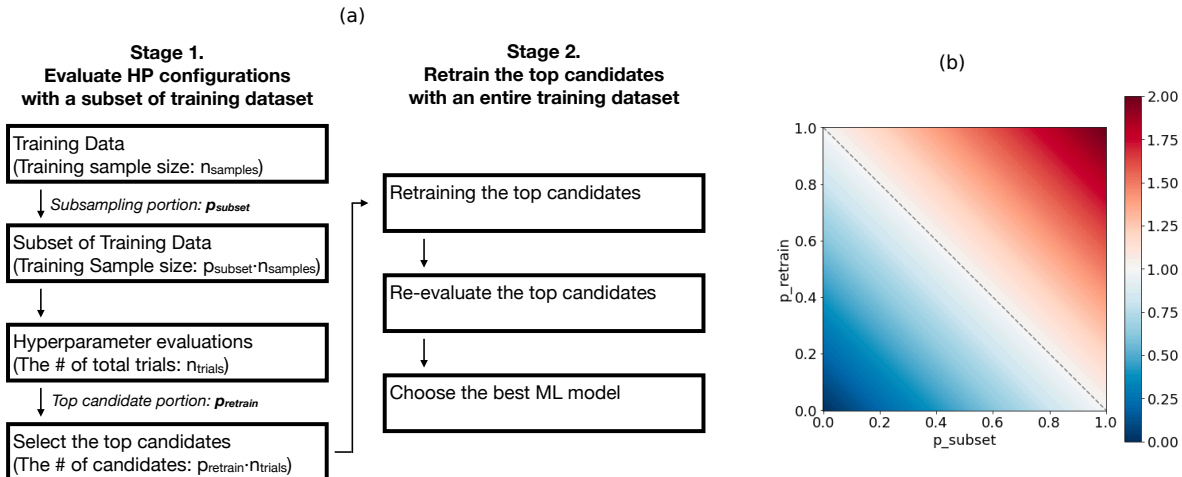 (a)
Stage 1.
Evaluate HP configurations
with a subset of training dataset
Training Data
(Training sample size: nsamples)
Subsampling portion: psubset
Subset of Training Data
(Training Sample size: psubset·nsamples)
Hyperparameter evaluations
(The # of total trials: ntrials)
Top candidate portion: pretrain
Select the top candidates
(The # of candidates: pretrain·ntrials)
Stage 2.
Retrain the top candidates
with an entire training dataset
Retraining the top candidates
Re-evaluate the top candidates
Choose the best ML model
(b)
p_retrain
1.0
0.8
0.6
0.4
0.2
0.0
0.0 0.2 0.4 0.6 0.8 1.0
p_subset
2.00
1.75
1.50
1.25
1.00
0.75
0.50
0.25
0.00